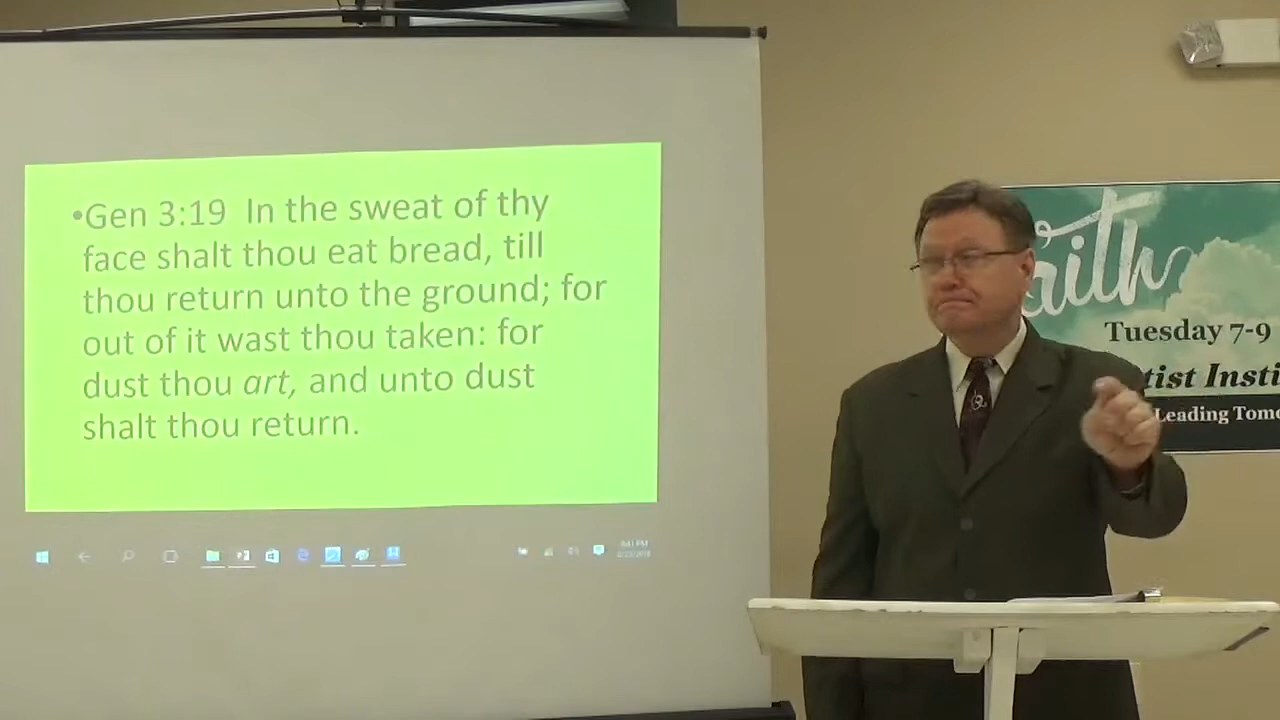 •Gen 3:19 In the sweat of thy
face shalt thou eat bread, till
thou return unto the ground; for
out of it wast thou taken: for
dust thou art, and unto dust
shalt thou return.
aith
Tuesday 7-9
tist Insti
Leading Tomo